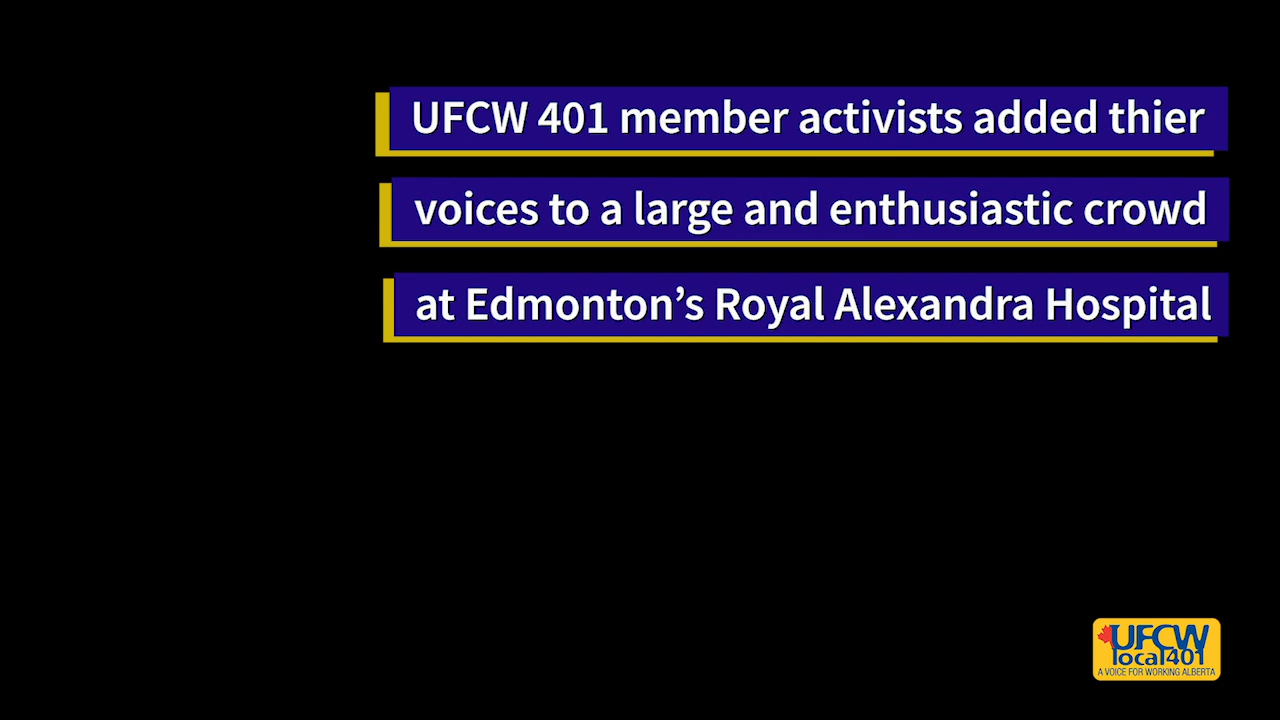 UFCW 401 member activists added thier
voices to a large and enthusiastic crowd
at Edmonton’s Royal Alexandra Hospital
UFCW
local401
A VOICE FOR WORKING ALBERTA